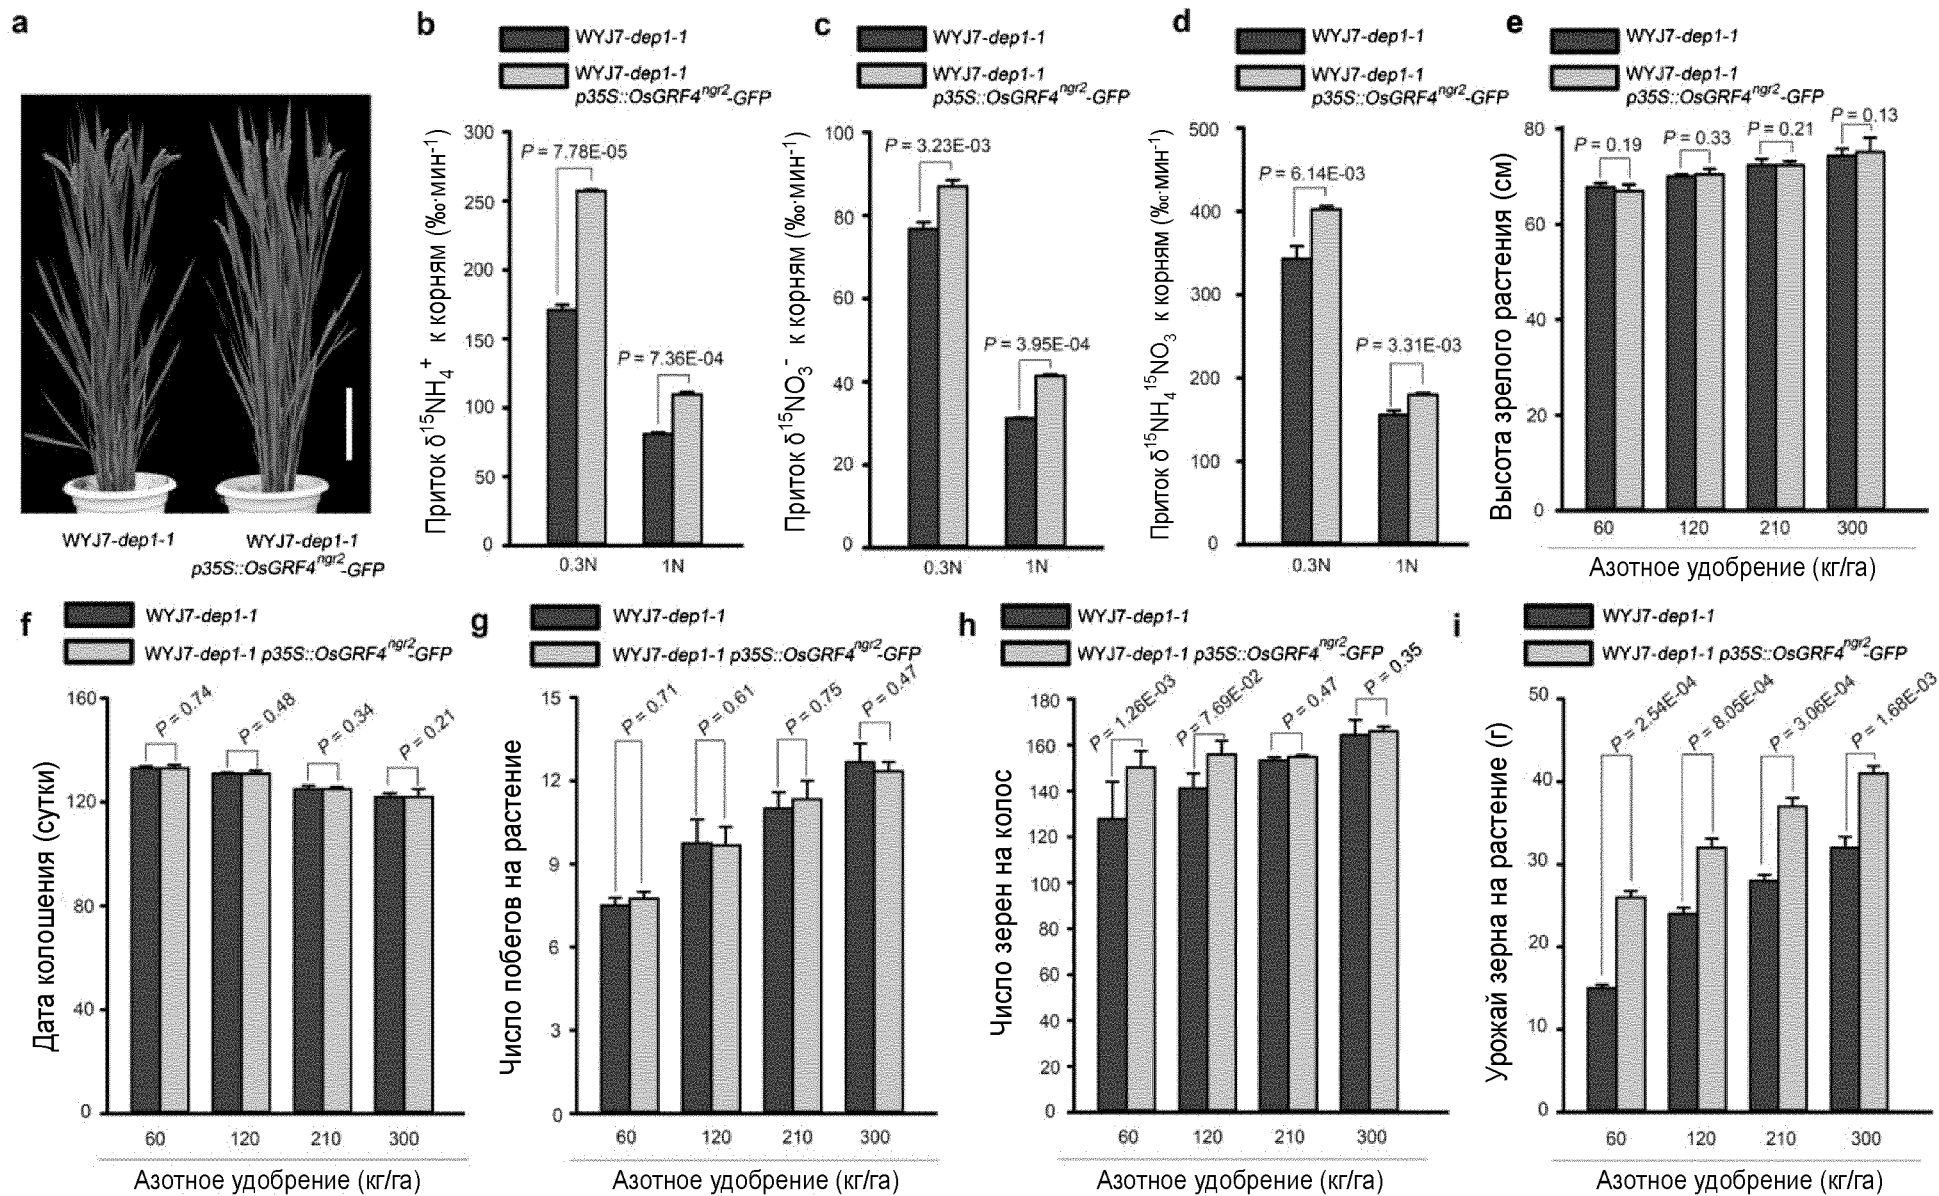 a
WYJ7-dep1-1
WYJ7-dep1-1
p35S::OsGRF4ngr2-GFP
b
WYJ7-dep1-1
WYJ7-dep1-1
p35S::OsGRF4ngr2-GFP
Приток δ15NH4+ к корням (‰·мин-1)
300
250
200
150
100
50
0
P = 7.78E-05
P = 7.36E-04
0.3N 1N
c
WYJ7-dep1-1
WYJ7-dep1-1
p35S::OsGRF4ngr2-GFP
Приток δ15NO3- к корням (‰·мин-1)
100
80
60
40
20
0
P = 3.23E-03
P = 3.95E-04
0.3N 1N
d
WYJ7-dep1-1
WYJ7-dep1-1
p35S::OsGRF4ngr2-GFP
Приток δ15NH415NO3 к корням (‰·мин-1)
500
400
300
200
100
0
P = 6.14E-03
P = 3.31E-03
0.3N 1N
e
WYJ7-dep1-1
WYJ7-dep1-1
p35S::OsGRF4ngr2-GFP
Высота зрелого растения (см)
80
60
40
20
0
P = 0.19
P = 0.33
P = 0.21
P = 0.13
60 120 210 300
Азотное удобрение (кг/га)
f
WYJ7-dep1-1
WYJ7-dep1-1 p35S::OsGRF4ngr2-GFP
Дата колошения (сутки)
160
120
80
40
0
P = 0.74
P = 0.48
P = 0.34
P = 0.21
60 120 210 300
Азотное удобрение (кг/га)
g
WYJ7-dep1-1
WYJ7-dep1-1 p35S::OsGRF4ngr2-GFP
Число побегов на растение
15
12
9
6
3
0
P = 0.71
P = 0.61
P = 0.75
P = 0.47
60 120 210 300
Азотное удобрение (кг/га)
h
WYJ7-dep1-1
WYJ7-dep1-1 p35S::OsGRF4ngr2-GFP
Число зерен на колос
180
160
140
120
100
80
60
40
20
0
P = 1.26E-03
P = 7.69E-02
P = 0.47
P = 0.35
60 120 210 300
Азотное удобрение (кг/га)
i
WYJ7-dep1-1
WYJ7-dep1-1 p35S::OsGRF4ngr2-GFP
Урожай зерна на растение (г)
50
40
30
20
10
0
P = 2.54E-04
P = 8.05E-04
P = 3.06E-04
P = 1.68E-03
60 120 210 300
Азотное удобрение (кг/га)